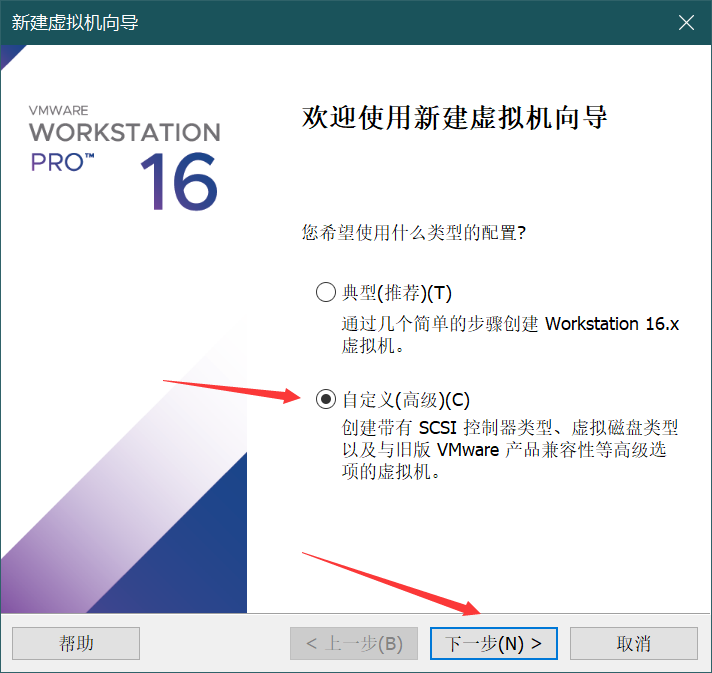 新建虚拟机向导
VMWARE
WORKSTATION
PRO™
16
欢迎使用新建虚拟机向导
您希望使用什么类型的配置?
典型(推荐)(T)
通过几个简单的步骤创建 Workstation 16.x
虚拟机。
自定义(高级)(C)
创建带有 SCSI 控制器类型、虚拟磁盘类型
以及与旧版 VMware 产品兼容性等高级选
项的虚拟机。
帮助
< 上一步(B)
下一步(N) >
取消